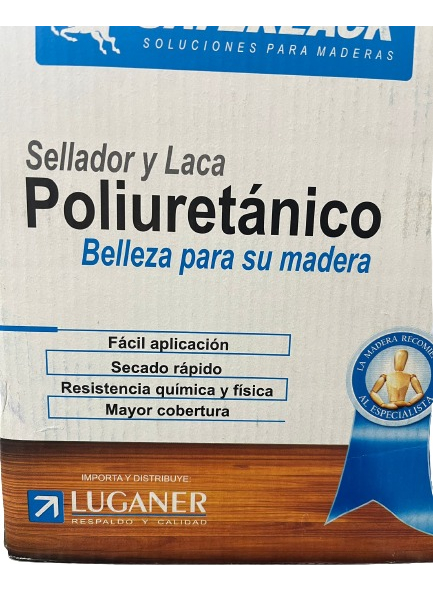 SOLUCIONES PARA MADERAS
Sellador y Laca
Poliuretánico
Belleza para su madera
Fácil aplicación
Secado rápido
Resistencia química y física
Mayor cobertura
LA MADERA
AL ESPECIALISTA
IMPORTA Y DISTRIBUYE
LUGANER
RESPALDO Y CALIDAD